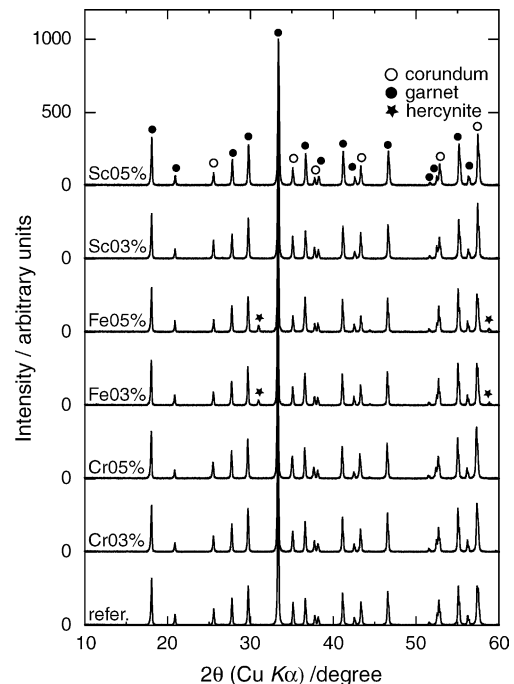 1000
500
0
0
0
0
0
0
corundum
garnet
hercynite
Sc05%
Sc03%
Fe05%
Fe03%
Cr05%
Cr03%
refer.
10 20 30 40 50 60
2θ (Cu Kα) /degree
Intensity / arbitrary units